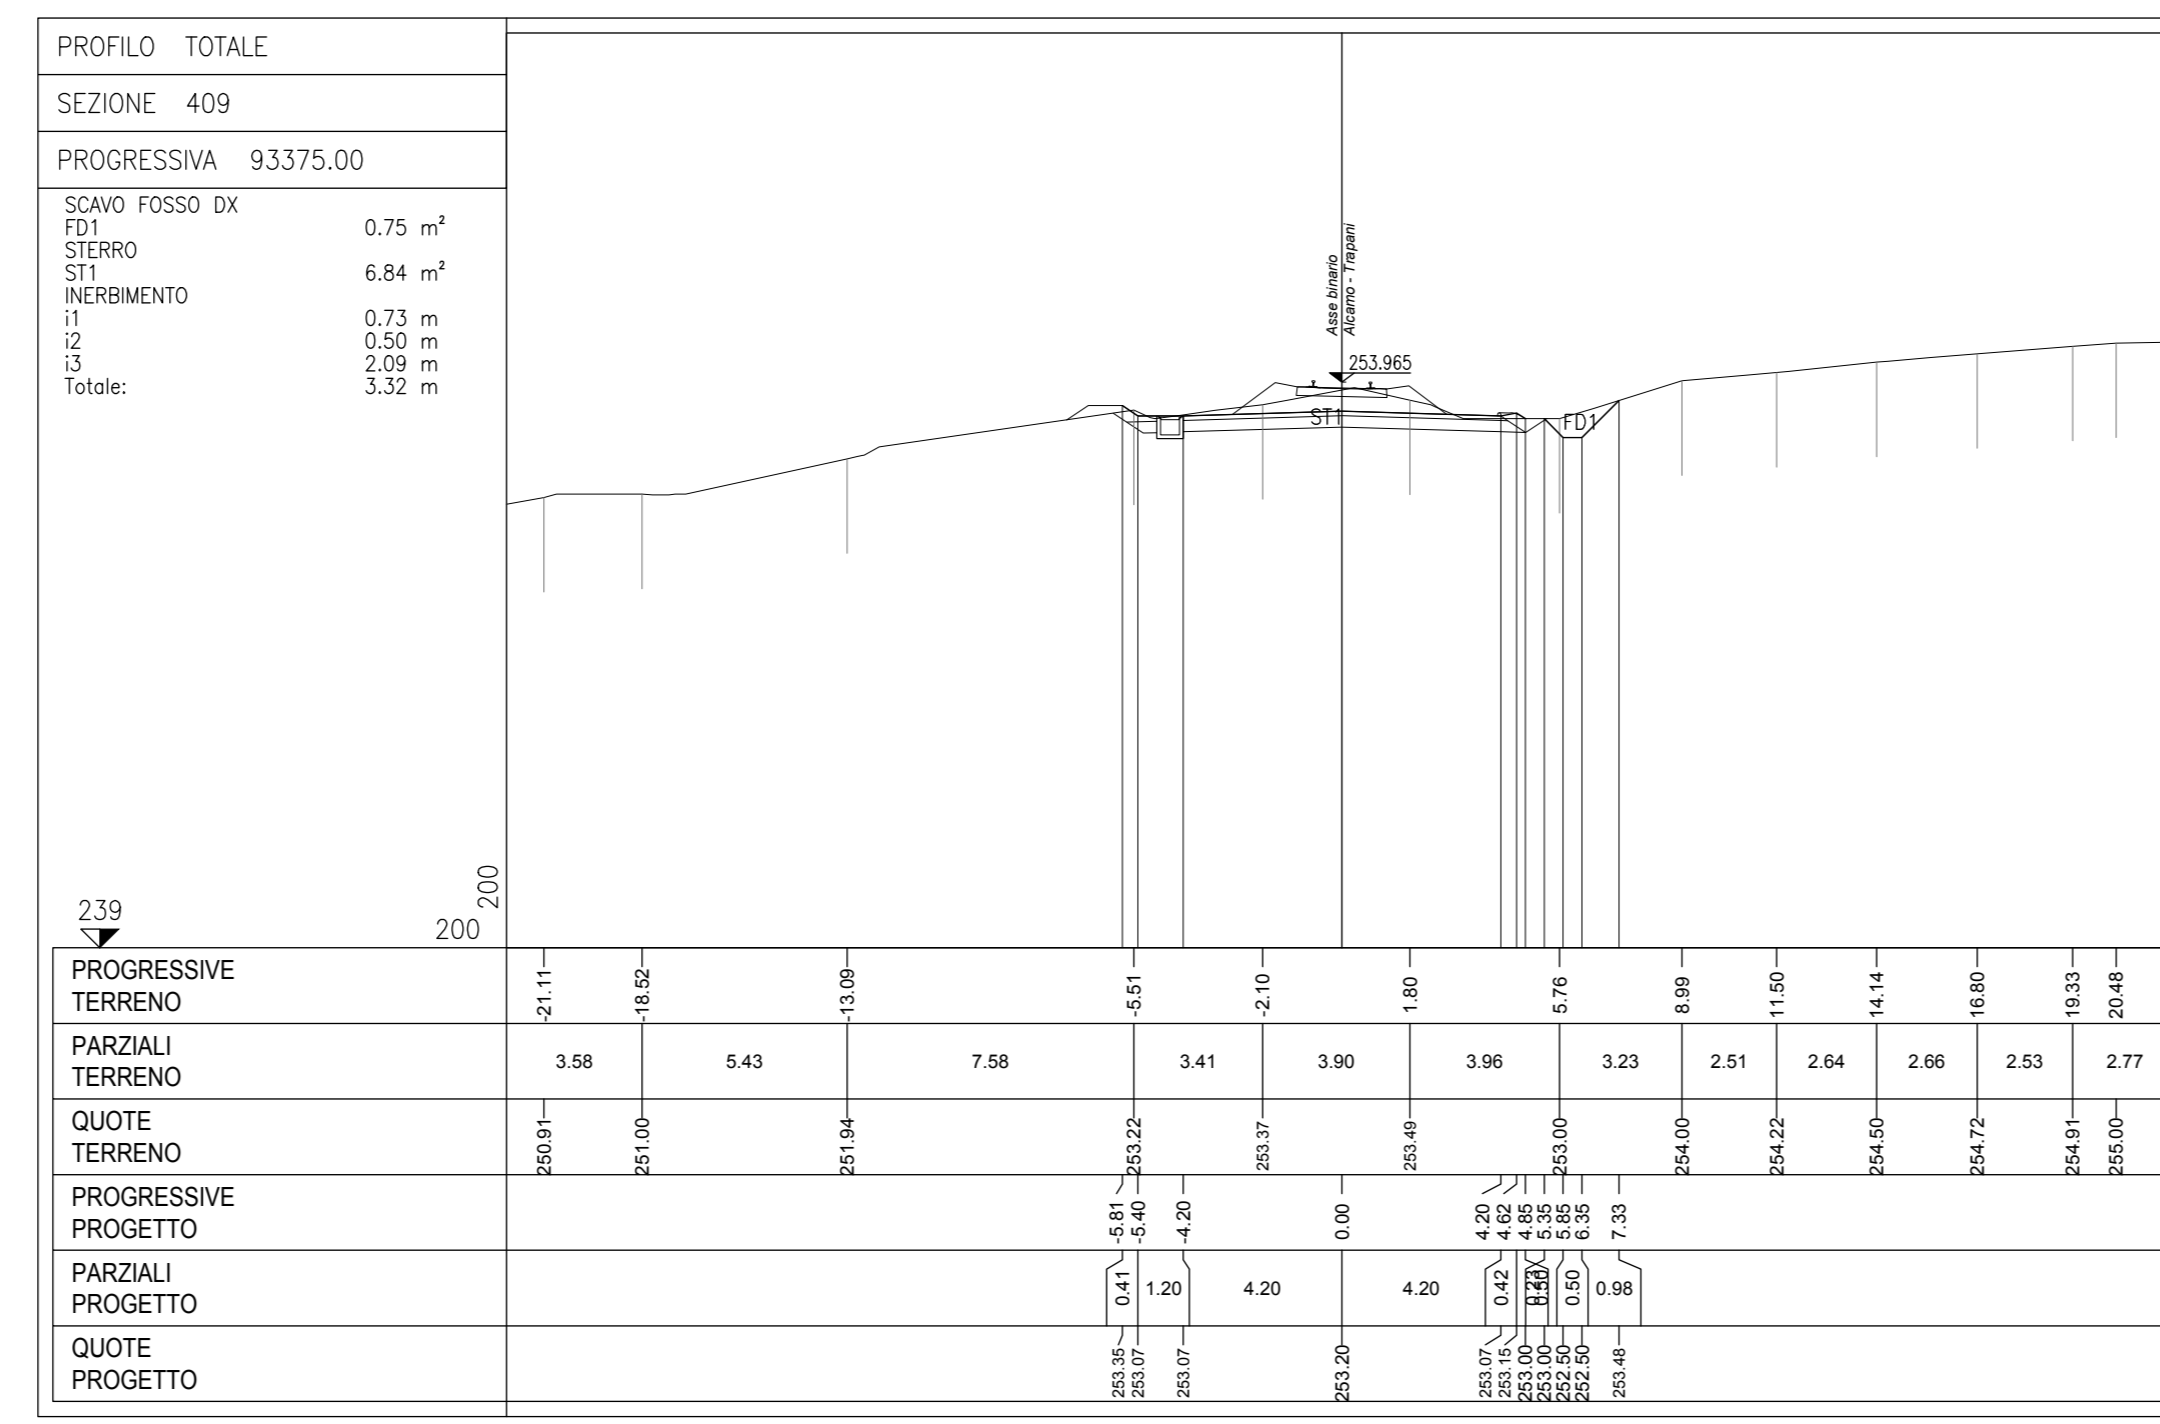 PROFILO TOTALE
SEZIONE 409
PROGRESSIVA 93375.00
SCAVO FOSSO DX
FD1 0.75 m²
STERRO
ST1 6.84 m²
INERBIMENTO
i1 0.73 m
i2 0.50 m
i3 2.09 m
Totale: 3.32 m
Asse binario
Alcamo - Trapani
253.965
ST1
FD1
239
200
200
PROGRESSIVE
TERRENO
-21.11 -18.52 -13.09 -5.51 -2.10 1.80 5.76 8.99 11.50 14.14 16.80 19.33 20.48
PARZIALI
TERRENO
3.58 5.43 7.58 3.41 3.90 3.96 3.23 2.51 2.64 2.66 2.53 2.77
QUOTE
TERRENO
250.91 251.00 251.94 253.22 253.37 253.49 253.00 254.00 254.22 254.50 254.72 254.91 255.00
PROGRESSIVE
PROGETTO
-5.81 -5.40 -4.20 0.00 4.20 4.62 4.85 5.35 5.85 6.35 7.33
PARZIALI
PROGETTO
0.41 1.20 4.20 4.20 0.42 0.23 0.50 0.50 0.98
QUOTE
PROGETTO
253.35 253.07 253.07 253.20 253.07 253.15 253.00 253.00 252.50 252.50 253.48